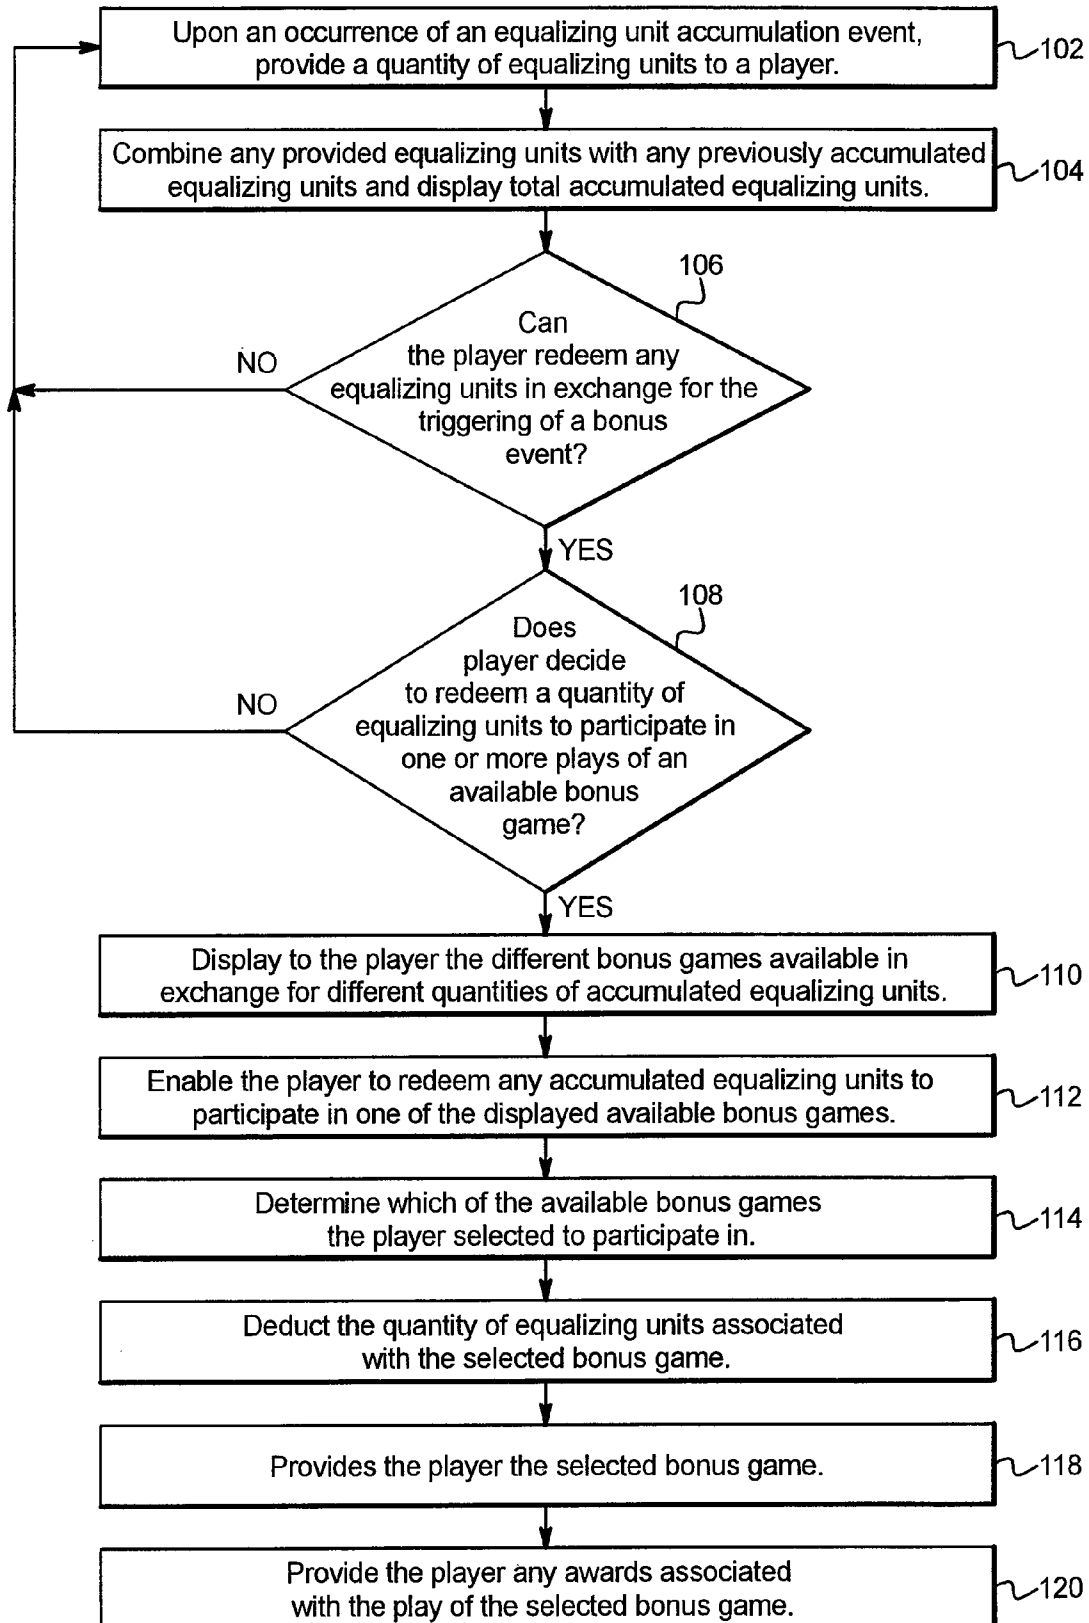 Upon an occurrence of an equalizing unit accumulation event,
provide a quantity of equalizing units to a player.
102
Combine any provided equalizing units with any previously accumulated
equalizing units and display total accumulated equalizing units.
104
106
Can
the player redeem any
equalizing units in exchange for the
triggering of a bonus
event?
NO
YES
108
Does
player decide
to redeem a quantity of
equalizing units to participate in
one or more plays of an
available bonus
game?
NO
YES
Display to the player the different bonus games available in
exchange for different quantities of accumulated equalizing units.
110
Enable the player to redeem any accumulated equalizing units to
participate in one of the displayed available bonus games.
112
Determine which of the available bonus games
the player selected to participate in.
114
Deduct the quantity of equalizing units associated
with the selected bonus game.
116
Provides the player the selected bonus game.
118
Provide the player any awards associated
with the play of the selected bonus game.
120